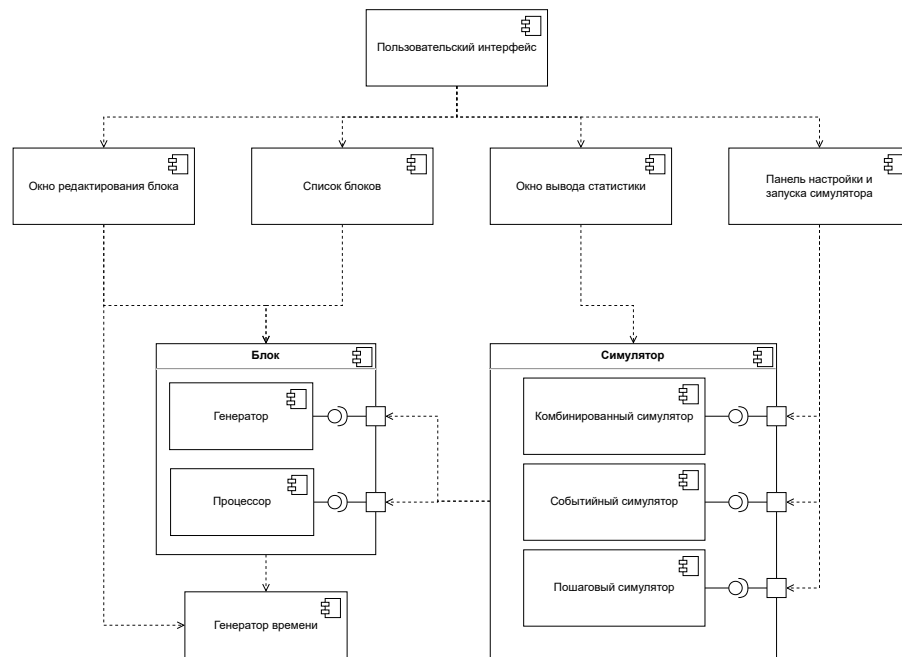 Пользовательский интерфейс
Окно редактирования блока
Список блоков
Окно вывода статистики
Панель настройки и
запуска симулятора
Блок
Симулятор
Генератор
Комбинированный симулятор
Процессор
Событийный симулятор
Пошаговый симулятор
Генератор времени